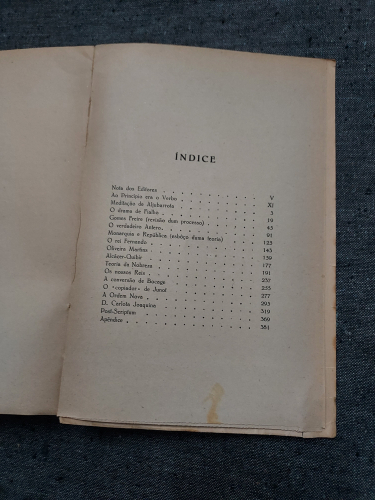 ÍNDICE
Nota dos Editores V
Ao Princípio era o Verbo XI
Meditação de Aljubarrota 3
O drama de Fialho 19
Gomes Freire (revisão dum processo) 43
O verdadeiro Antero 91
Monarquia e República (esbôço duma teoria) 123
O rei Fernando 145
Oliveira Martins 139
Alcácer-Quibir 177
Teoria da Nobreza 191
Os nossos Reis 237
A conversão de Bocage 255
O «copiador» de Junot 277
A Ordem Nova 293
D. Carlota Joaquina 319
Post-Scriptum 369
Apêndice 381